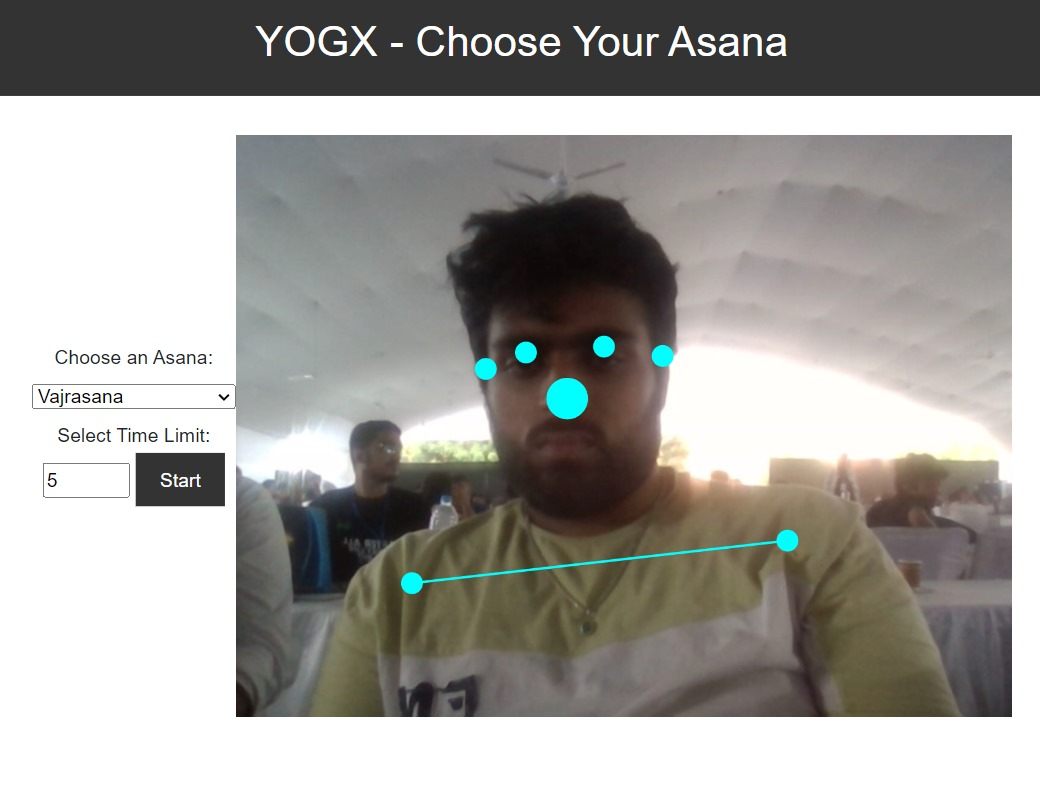 YOGX - Choose Your Asana
Choose an Asana:
Vajrasana
Select Time Limit:
5
Start